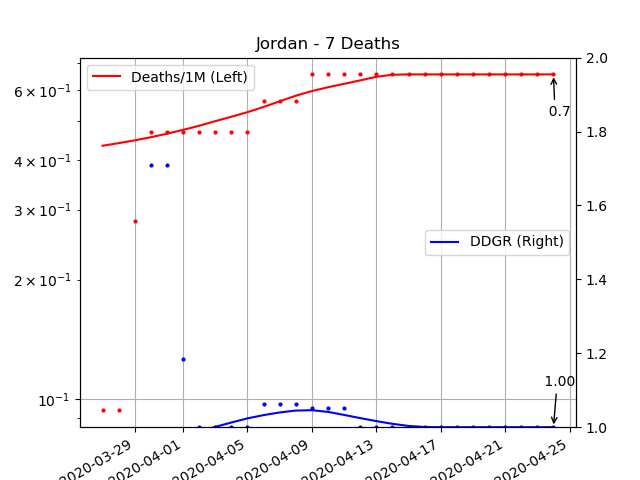 Jordan - 7 Deaths
Deaths/1M (Left)
DDGR (Right)
6 × 10⁻¹
4 × 10⁻¹
3 × 10⁻¹
2 × 10⁻¹
10⁻¹
2.0
1.8
1.6
1.4
1.2
1.0
0.7
1.00
2020-03-29
2020-04-01
2020-04-05
2020-04-09
2020-04-13
2020-04-17
2020-04-21
2020-04-25